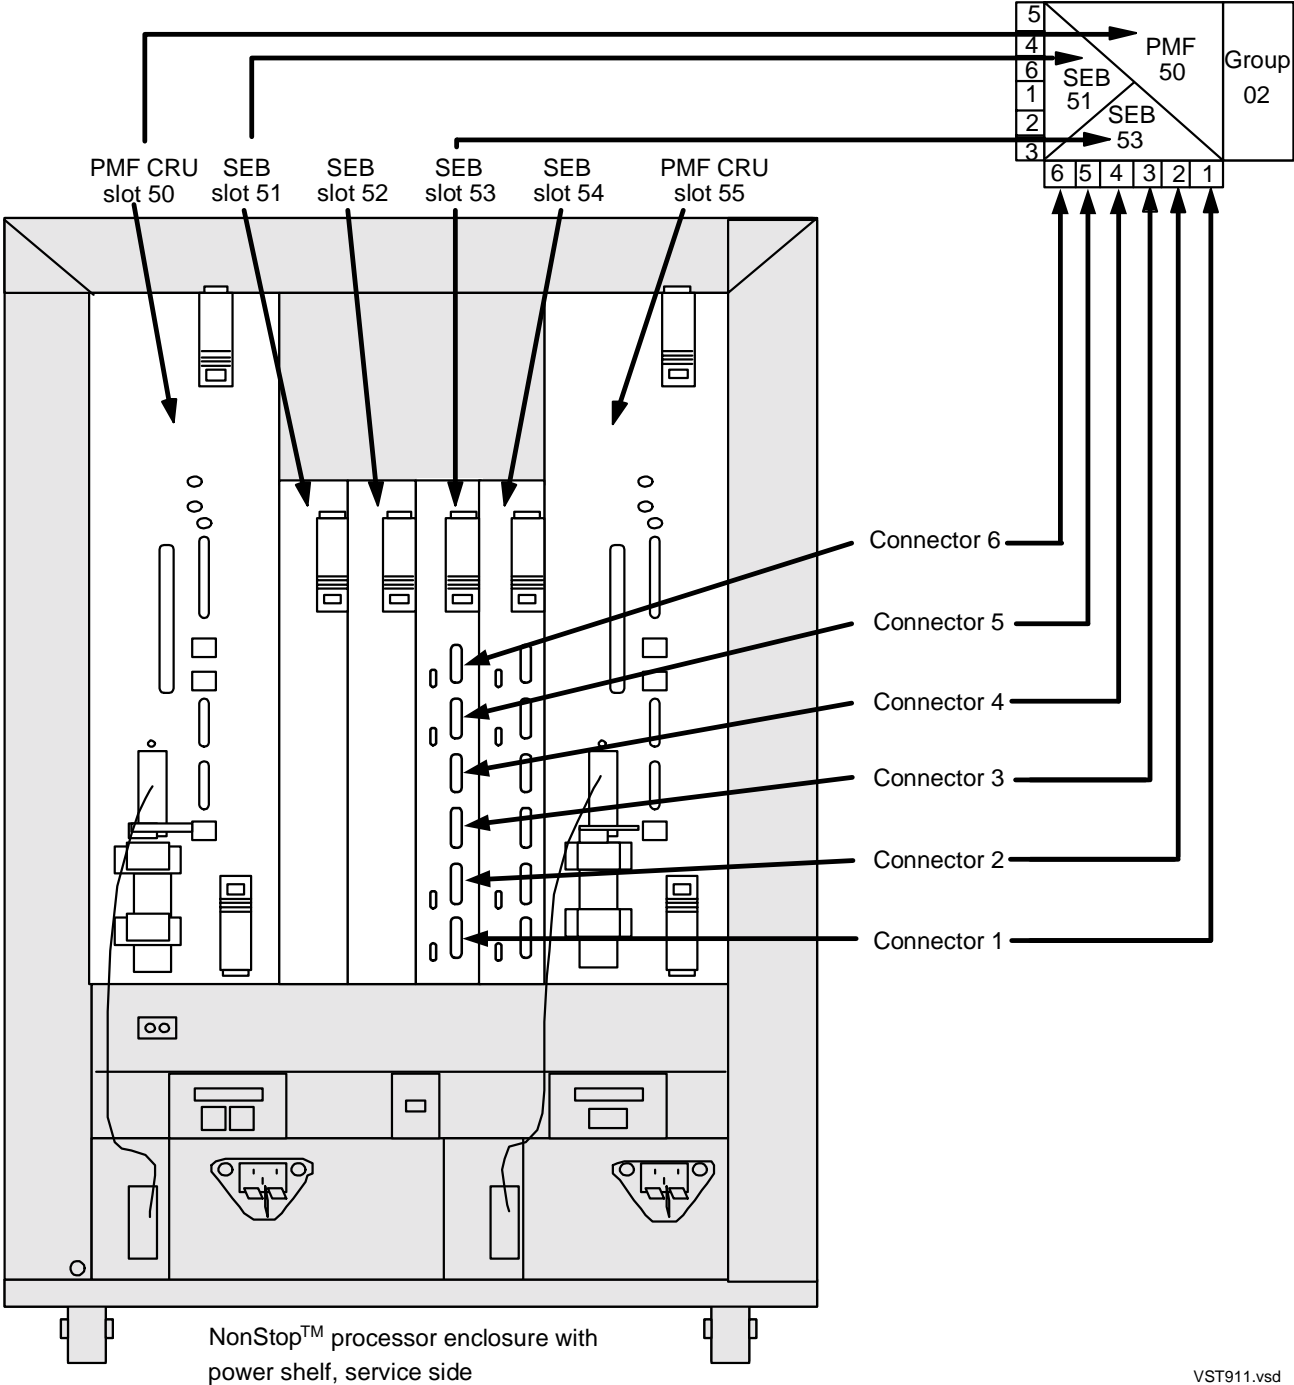 5
4
6
1
2
3
PMF
50
SEB
51
SEB
53
Group
02
6 5 4 3 2 1
PMF CRU
slot 50
SEB
slot 51
SEB
slot 52
SEB
slot 53
SEB
slot 54
PMF CRU
slot 55
Connector 6
Connector 5
Connector 4
Connector 3
Connector 2
Connector 1
NonStop™ processor enclosure with
power shelf, service side
VST911.vsd